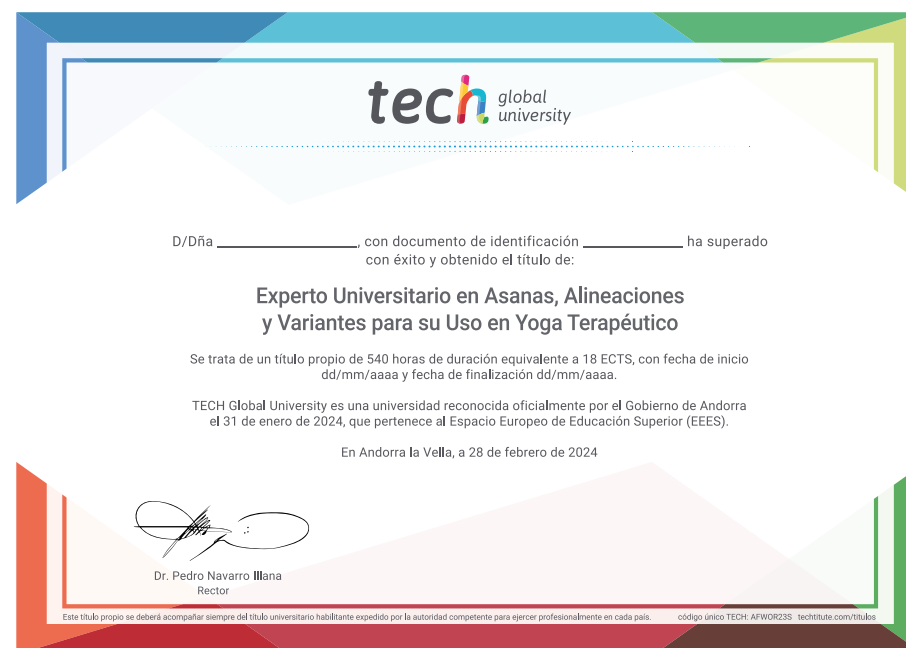 tech global university
D/Dña , con documento de identificación ha superado
con éxito y obtenido el título de:
Experto Universitario en Asanas, Alineaciones
y Variantes para su Uso en Yoga Terapéutico
Se trata de un título propio de 540 horas de duración equivalente a 18 ECTS, con fecha de inicio
dd/mm/aaaa y fecha de finalización dd/mm/aaaa.
TECH Global University es una universidad reconocida oficialmente por el Gobierno de Andorra
el 31 de enero de 2024, que pertenece al Espacio Europeo de Educación Superior (EEES).
En Andorra la Vella, a 28 de febrero de 2024
Dr. Pedro Navarro Illana
Rector
Este título propio se deberá acompañar siempre del título universitario habilitante expedido por la autoridad competente para ejercer profesionalmente en cada país. código único TECH: AFWOR23S techtitute.com/titulos